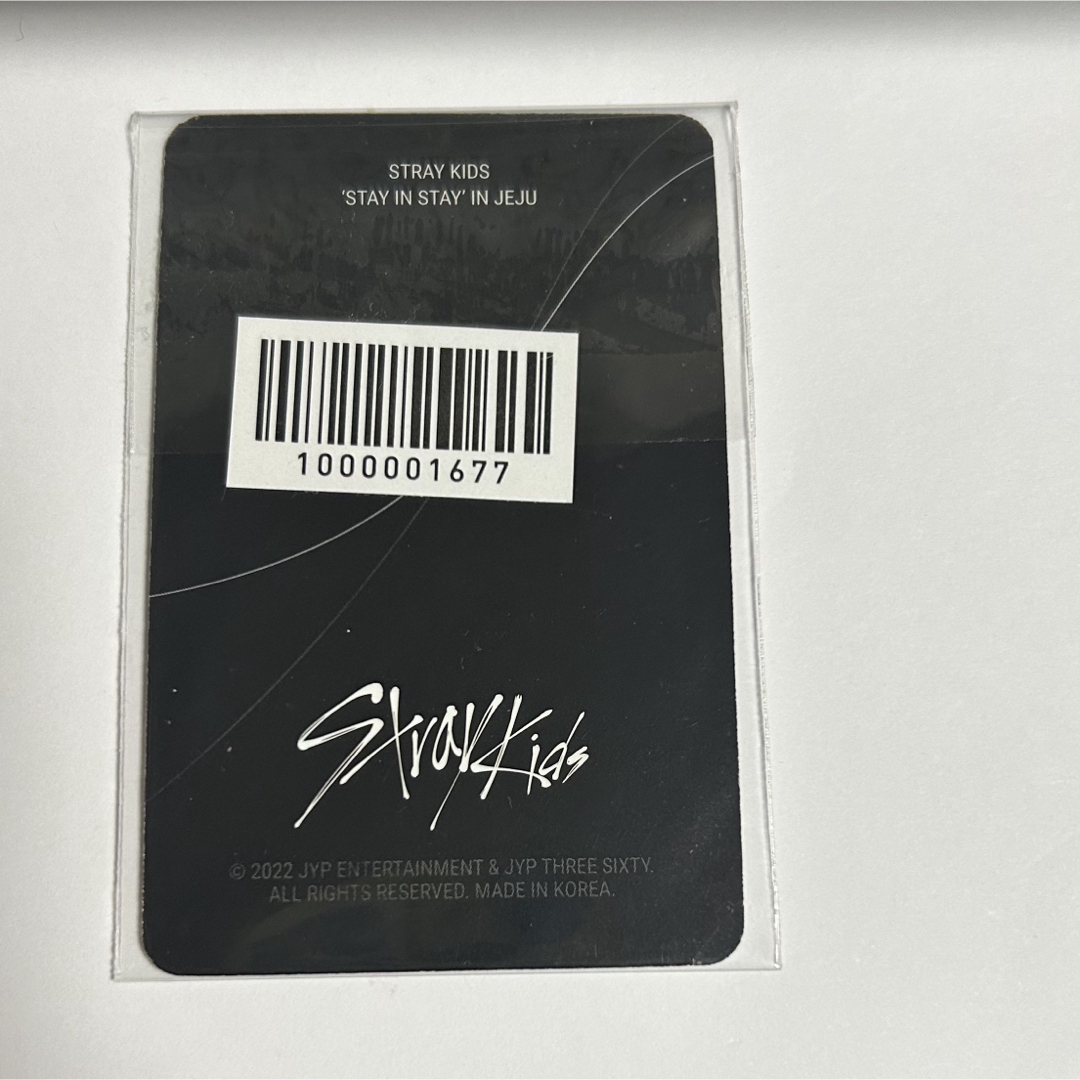 STRAY KIDS
‘STAY IN STAY’ IN JEJU
1000001677
Stray Kids
© 2022 JYP ENTERTAINMENT & JYP THREE SIXTY.
ALL RIGHTS RESERVED. MADE IN KOREA.